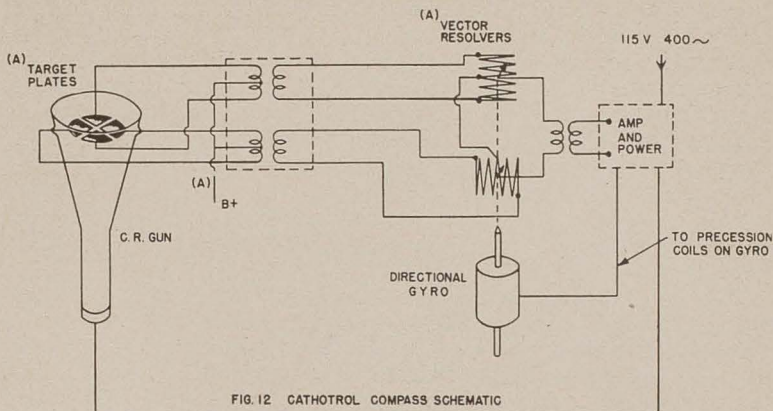 (A)
TARGET
PLATES
C. R. GUN
(A)
B+
(A)
VECTOR
RESOLVERS
115 V 400~
AMP
AND
POWER
DIRECTIONAL
GYRO
TO PRECESSION
COILS ON GYRO
FIG. 12 CATHOTROL COMPASS SCHEMATIC